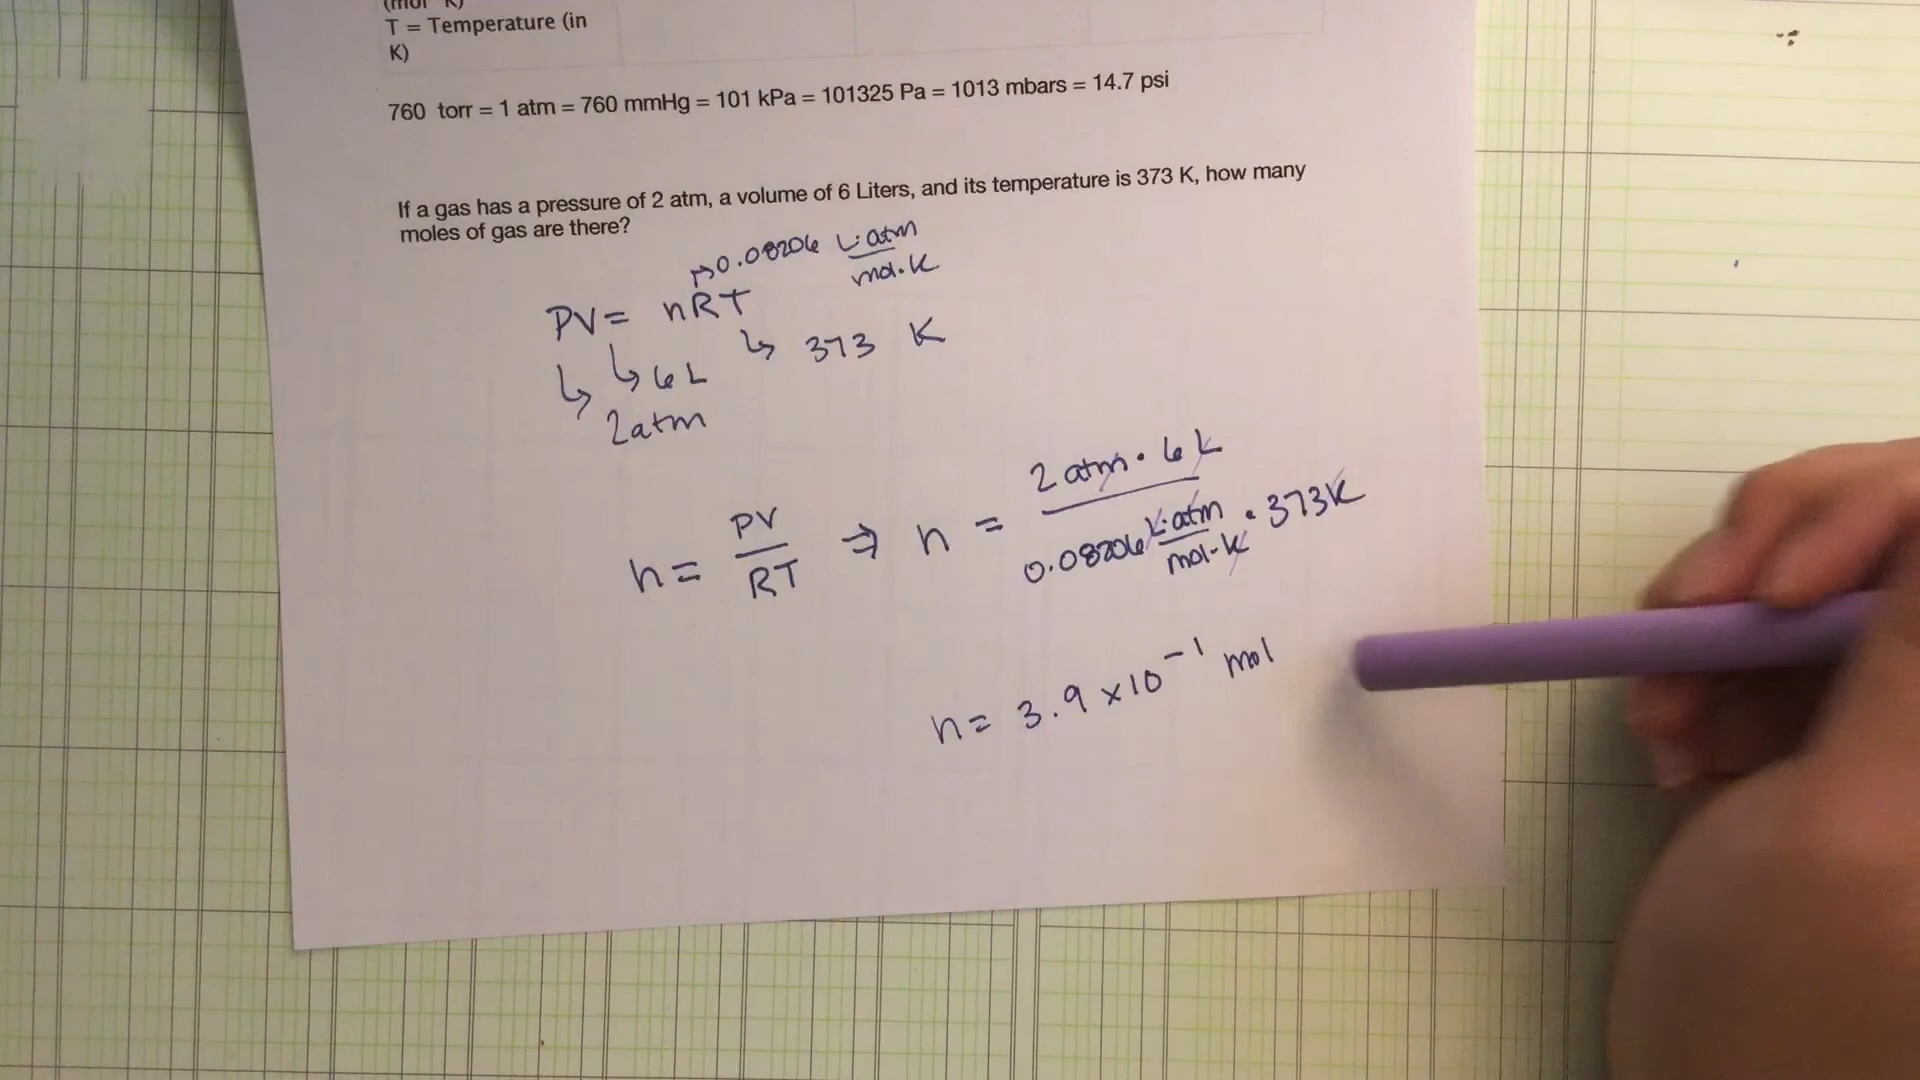 (mol K)
T = Temperature (in
K)
760 torr = 1 atm = 760 mmHg = 101 kPa = 101325 Pa = 1013 mbars = 14.7 psi
If a gas has a pressure of 2 atm, a volume of 6 Liters, and its temperature is 373 K, how many
moles of gas are there?
↳0.08206 L·atm
mol·K
PV = nRT
↳ 373 K
↳ 6 L
↳ 2atm
n = PV/RT ⇒ n = 2 atm · 6 L / 0.08206 L·atm/mol·K · 373K
n = 3.9 ×10⁻¹ mol